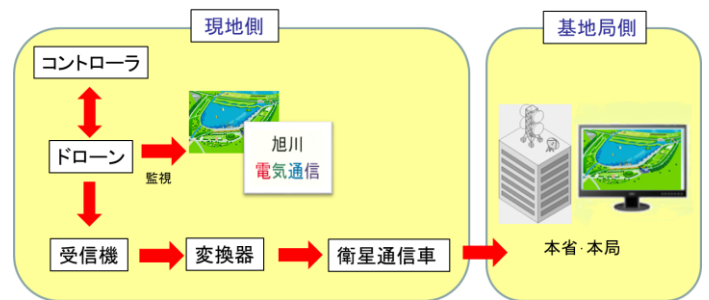 現地側
基地局側
コントローラ
ドローン
監視
旭川
電気通信
受信機
変換器
衛星通信車
本省・本局